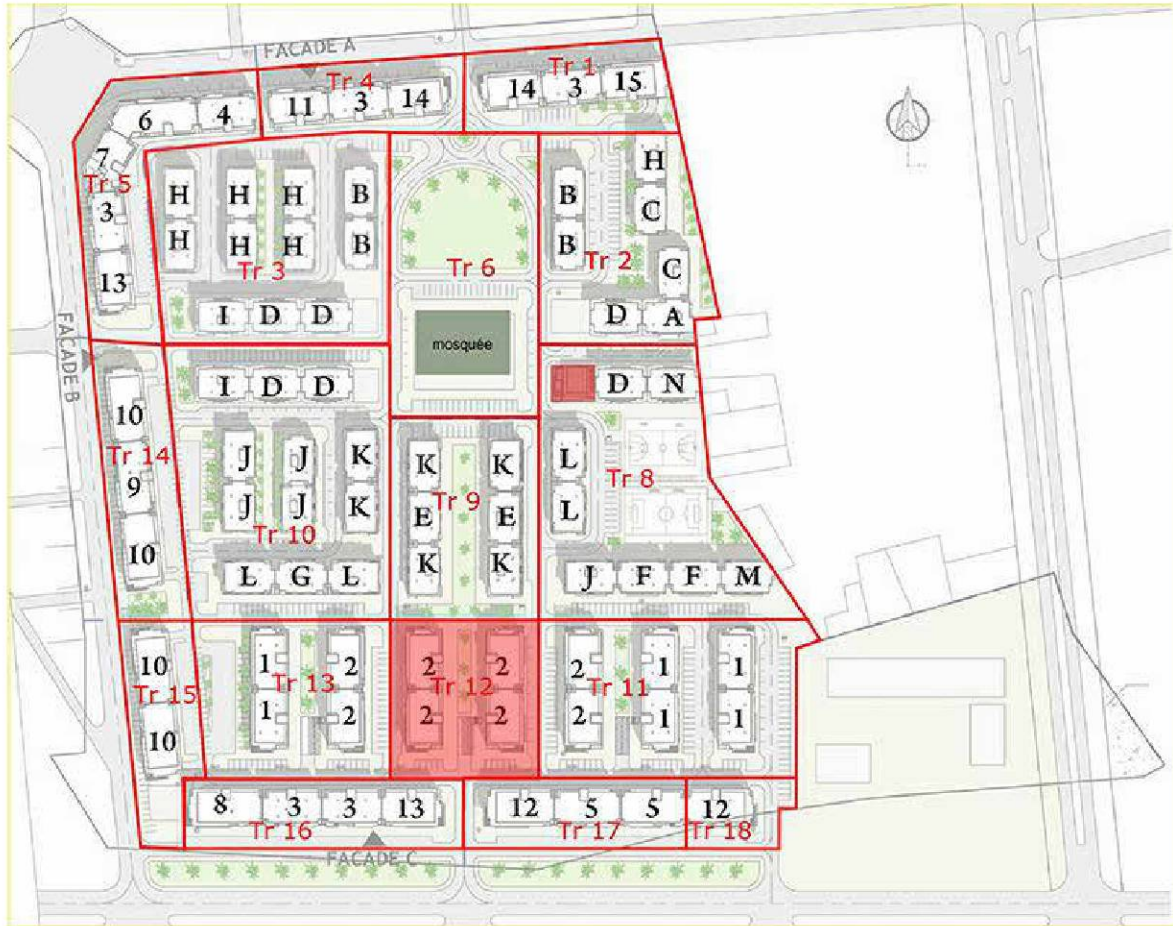 FACADE A
Tr 1
Tr 4
14 3 15
11 3 14
6 4
7
Tr 5
3
13
H H H B
H H H B
Tr 3
I D D
Tr 6
mosquée
B H
B C
Tr 2
C
D A
FACADE B
10
Tr 14
9
10
I D D
J J K
J J K
Tr 10
L G L
K K
Tr 9
E E
K K
D N
L
Tr 8
L
J F F M
10
Tr 15
10
1 2
Tr 13
1 2
2 2
Tr 12
2 2
2 1 1
Tr 11
2 1 1
8 3 3 13
Tr 16
FACADE C
12 5 5
Tr 17
12
Tr 18